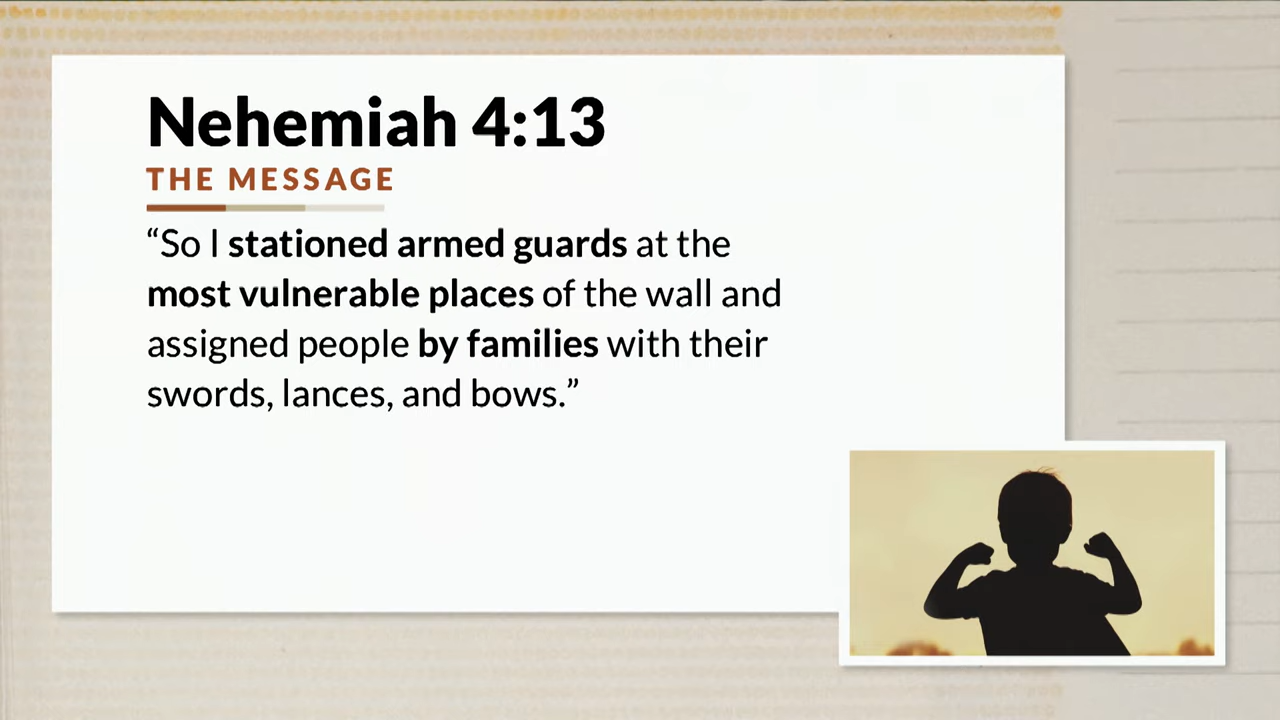 Nehemiah 4:13
THE MESSAGE
“So I stationed armed guards at the
most vulnerable places of the wall and
assigned people by families with their
swords, lances, and bows.”